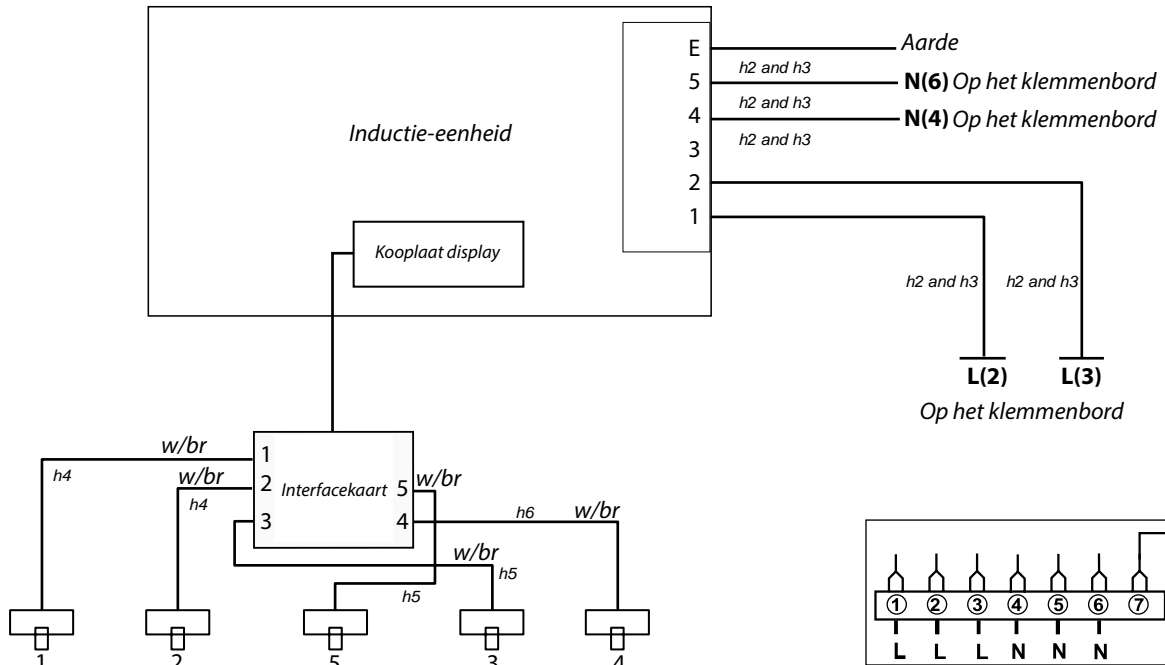 E
Aarde
h2 and h3
5
N(6) Op het klemmenbord
h2 and h3
4
N(4) Op het klemmenbord
h2 and h3
Inductie-eenheid
3
2
1
Kooplaat display
h2 and h3
h2 and h3
L(2)
L(3)
Op het klemmenbord
w/br
1
h4
w/br
2
Interfacekaart
5
w/br
h4
3
4
h6
w/br
w/br
h5
h5
1
2
5
3
4
1 2 3 4 5 6 7
L L L N N N